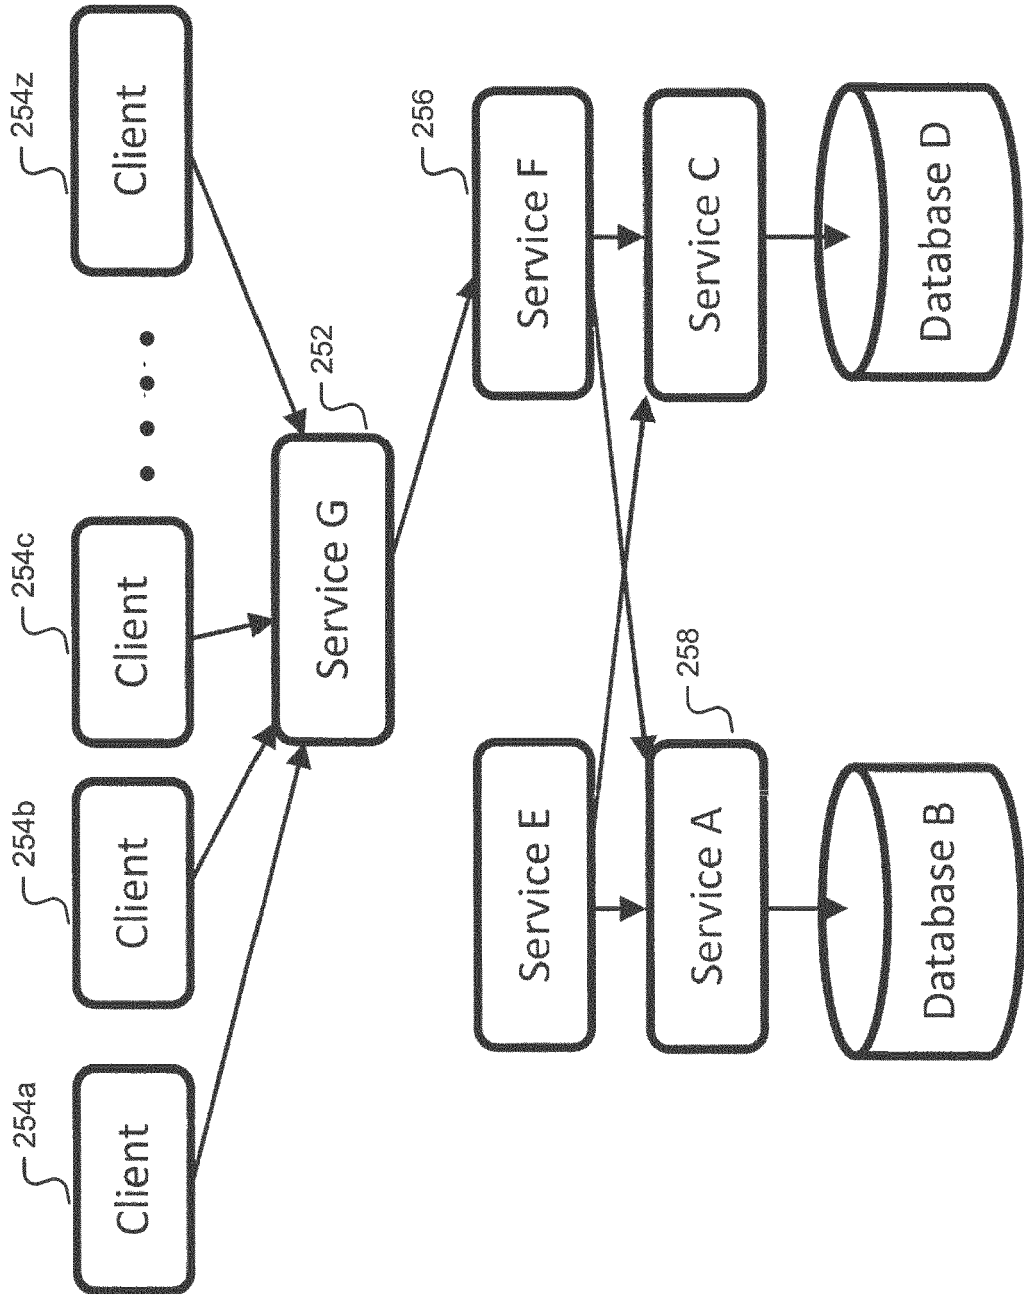 254a
254b
254c
254z
Client
Client
Client
Client
252
Service G
256
Service E
Service F
258
Service A
Service C
Database B
Database D